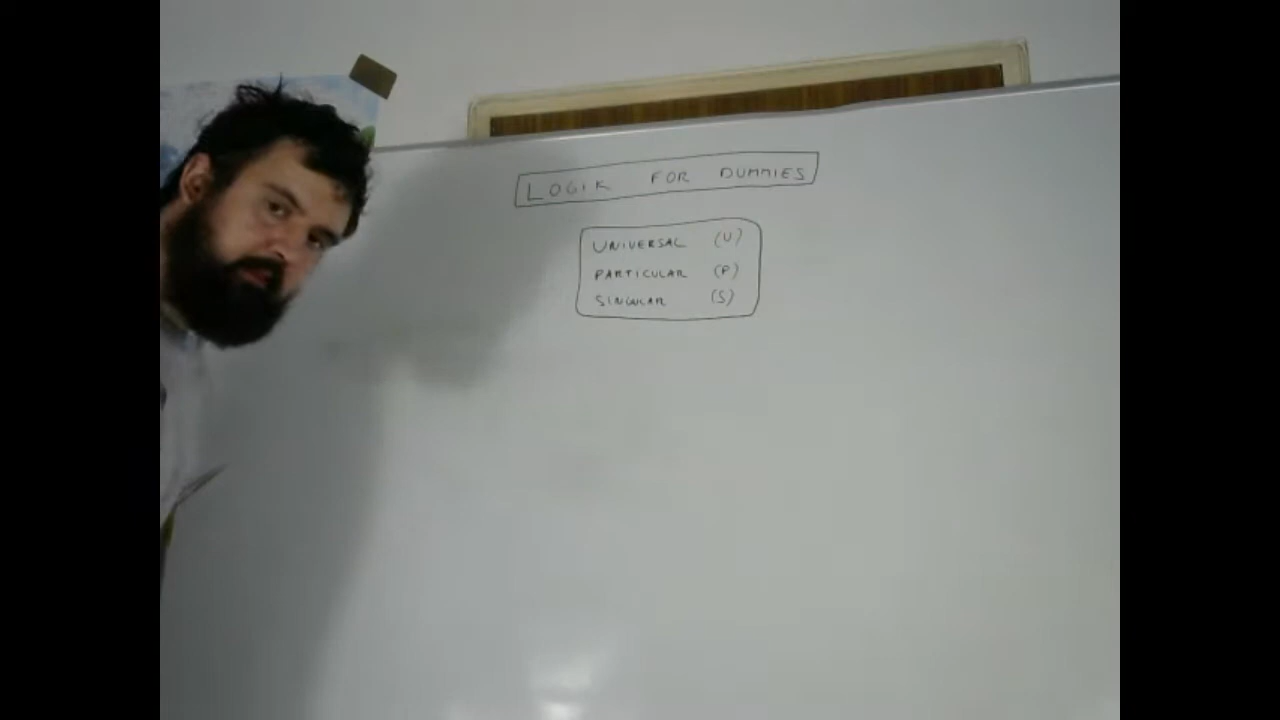 LOGIK FOR DUMMIES
UNIVERSAL (U)
PARTICULAR (P)
SINGULAR (S)